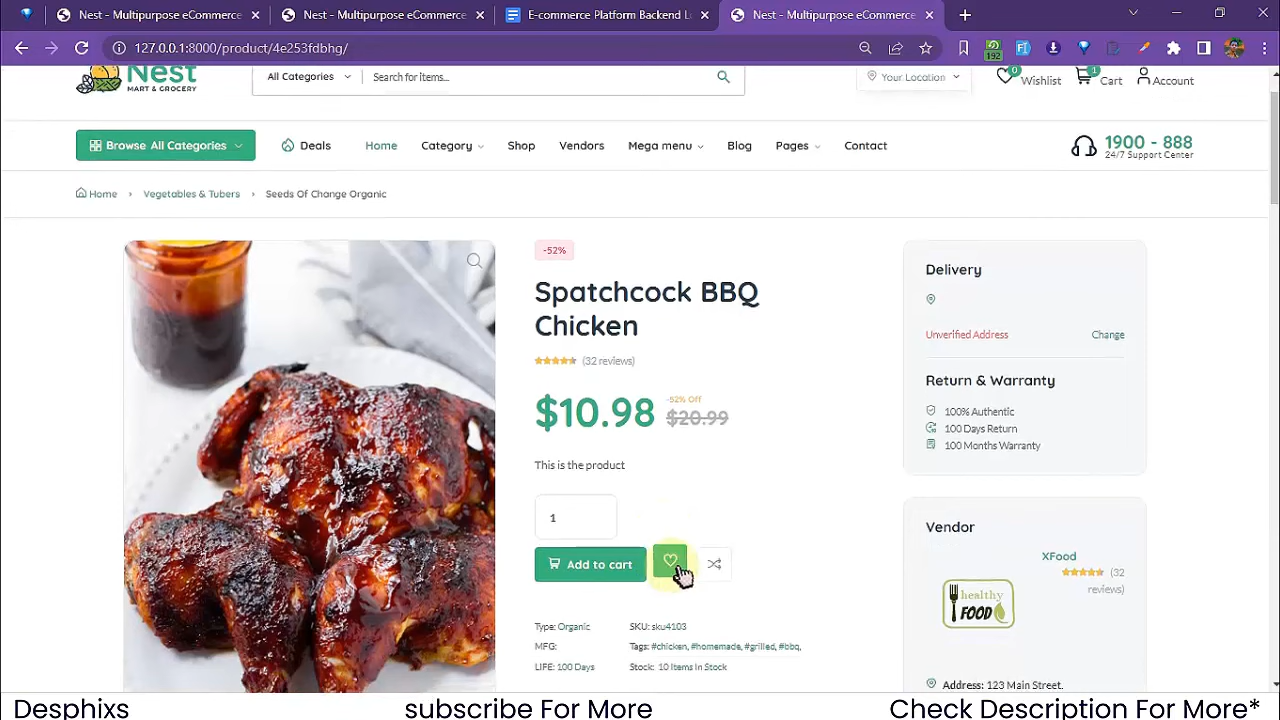 Nest - Multipurpose eCommerce
Nest - Multipurpose eCommerce
E-commerce Platform Backend L
Nest - Multipurpose eCommerce
127.0.0.1:8000/product/4e253fdbhg/
192
Nest
MART & GROCERY
All Categories
Search for items...
Your Location
0
Wishlist
1
Cart
Account
Browse All Categories
Deals
Home
Category
Shop
Vendors
Mega menu
Blog
Pages
Contact
1900 - 888
24/7 Support Center
Home
Vegetables & Tubers
Seeds Of Change Organic
-52%
Spatchcock BBQ
Chicken
(32 reviews)
$10.98
-52% Off
$20.99
This is the product
1
Add to cart
Type: Organic
SKU: sku4103
MFG:
Tags: #chicken, #homemade, #grilled, #bbq,
LIFE: 100 Days
Stock: 10 Items In Stock
Delivery
Unverified Address
Change
Return & Warranty
100% Authentic
100 Days Return
100 Months Warranty
Vendor
XFood
(32
reviews)
healthy
FOOD
Address: 123 Main Street,
Desphixs
subscribe For More
Check Description For More*